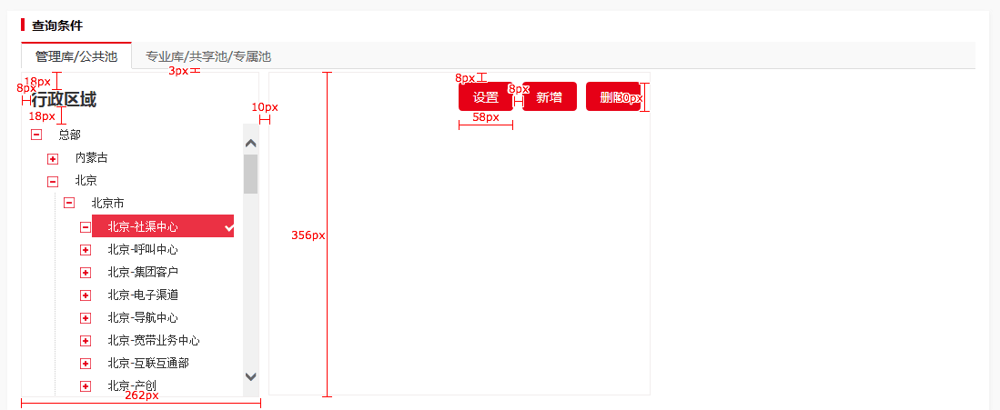 查询条件
管理库/公共池 专业库/共享池/专属池
3px
18px
8px
行政区域
18px
10px
8px
8px
设置 新增 删除
30px
58px
总部
内蒙古
北京
北京市
北京-社渠中心
北京-呼叫中心
356px
北京-集团客户
北京-电子渠道
北京-导航中心
北京-宽带业务中心
北京-互联互通部
北京-产创
262px